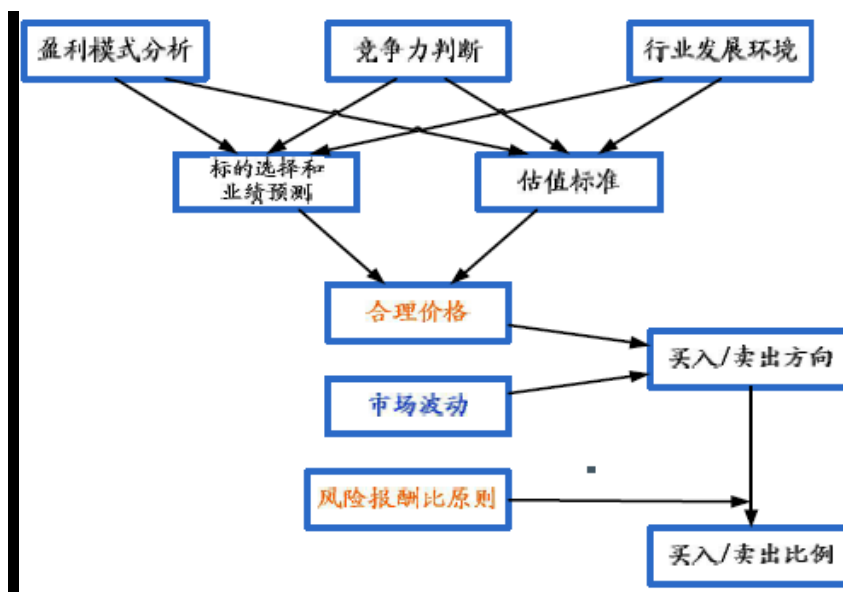 盈利模式分析
竞争力判断
行业发展环境
标的选择和
业绩预测
估值标准
合理价格
买入/卖出方向
市场波动
风险报酬比原则
买入/卖出比例